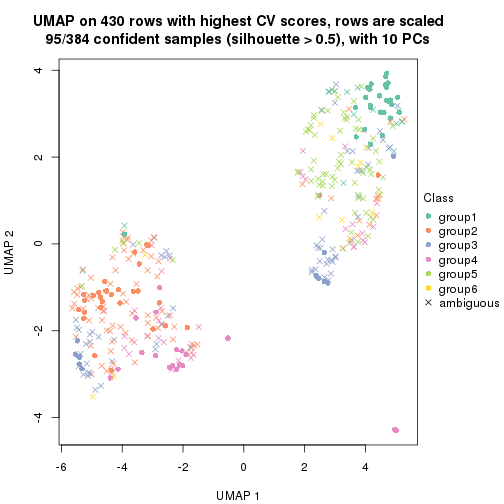 UMAP on 430 rows with highest CV scores, rows are scaled
95/384 confident samples (silhouette > 0.5), with 10 PCs
4
2
0
-2
-4
UMAP 2
-6
-4
-2
0
2
4
UMAP 1
Class
group1
group2
group3
group4
group5
group6
ambiguous